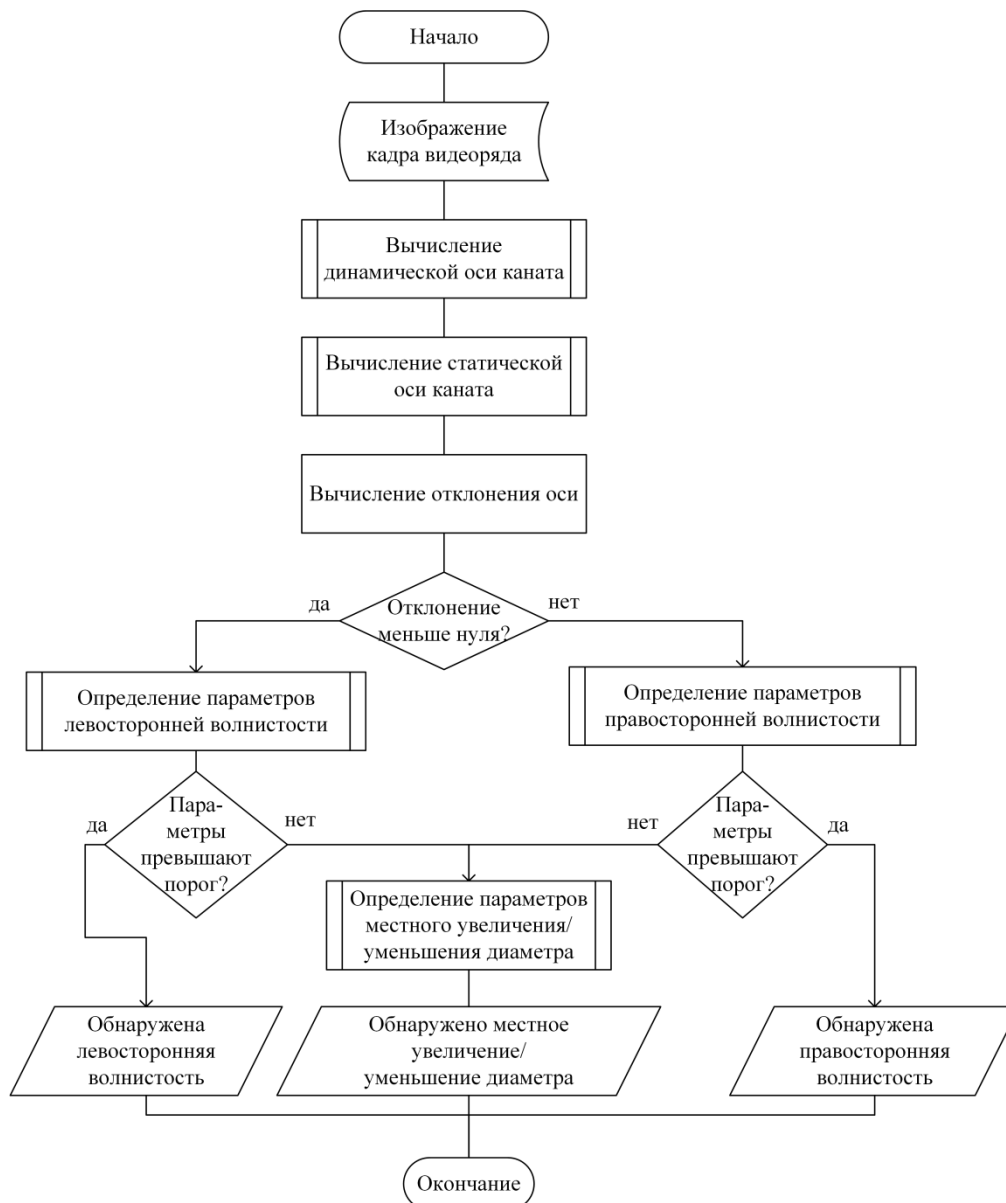 Начало
Изображение
кадра видеоряда
Вычисление
динамической оси каната
Вычисление статической
оси каната
Вычисление отклонения оси
Отклонение
меньше нуля?
да
нет
Определение параметров
левосторонней волнистости
Определение параметров
правосторонней волнистости
Пара-
метры
превышают
порог?
да
нет
Пара-
метры
превышают
порог?
нет
да
Определение параметров
местного увеличения/
уменьшения диаметра
Обнаружена
левосторонняя
волнистость
Обнаружено местное
увеличение/
уменьшение диаметра
Обнаружена
правосторонняя
волнистость
Окончание